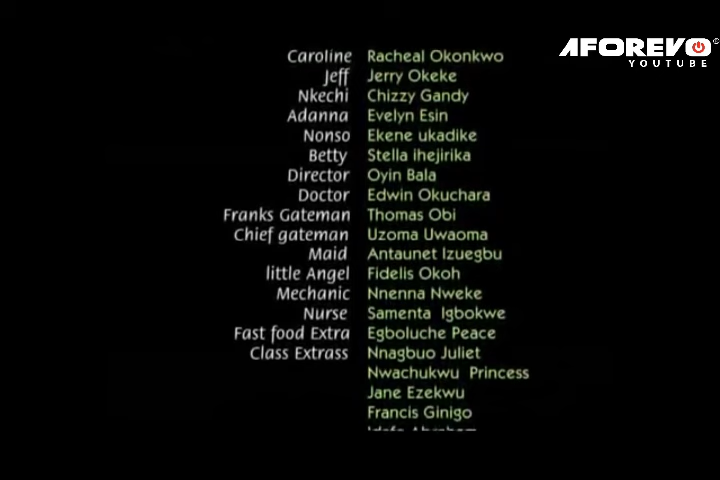 AFOREVO
YOUTUBE
Caroline Racheal Okonkwo
Jeff Jerry Okeke
Nkechi Chizzy Gandy
Adanna Evelyn Esin
Nonso Ekene ukadike
Betty Stella ihejirika
Director Oyin Bala
Doctor Edwin Okuchara
Franks Gateman Thomas Obi
Chief gateman Uzoma Uwaoma
Maid Antaunet Izuegbu
little Angel Fidelis Okoh
Mechanic Nnenna Nweke
Nurse Samenta Igbokwe
Fast food Extra Egboluche Peace
Class Extrass Nnagbuo Juliet
Nwachukwu Princess
Jane Ezekwu
Francis Ginigo